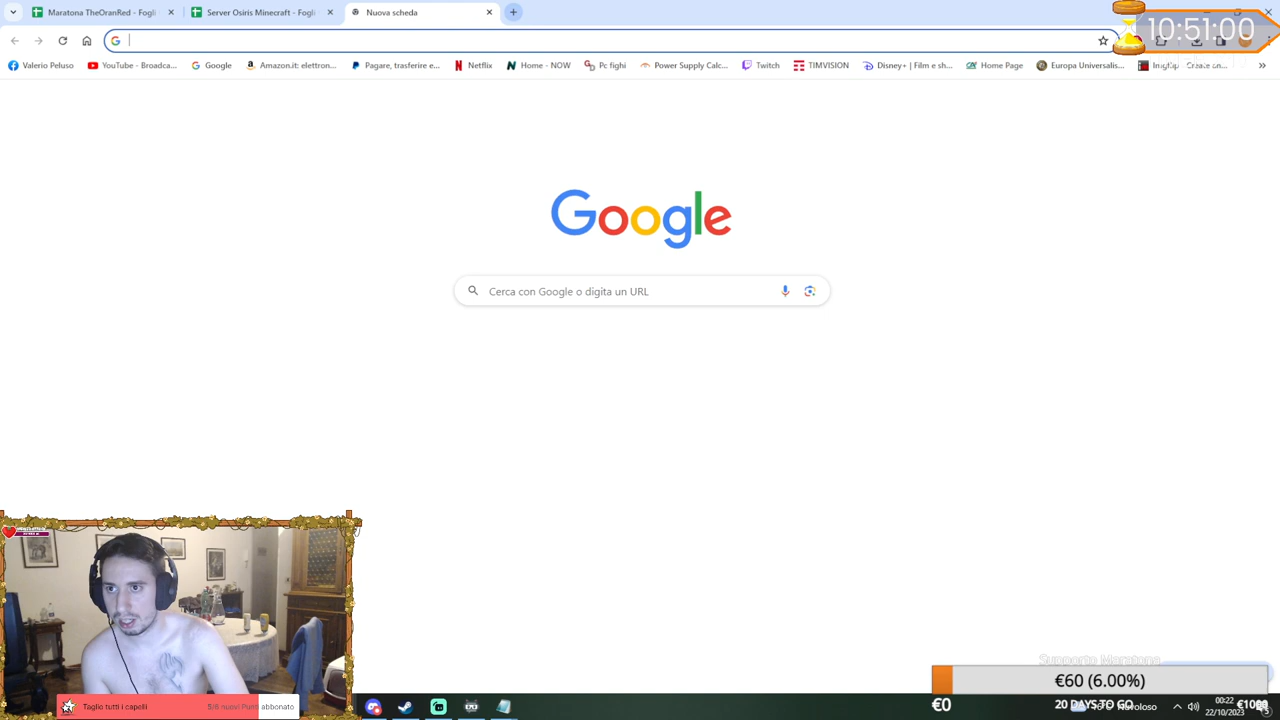 Maratona TheOranRed - Fogli
Server Osiris Minecraft - Fogli
Nuova scheda
10:51:00
Valerio Peluso
YouTube - Broadca...
Google
Amazon.it: elettron...
Pagare, trasferire e...
Netflix
Home - NOW
Pc fighi
Power Supply Calc...
Twitch
TIMVISION
Disney+ | Film e sh...
Home Page
Europa Universalis...
Google
Cerca con Google o digita un URL
Supporto Maratona
€60 (6.00%)
€0
20 DAYS TO GO
Taglio tutti i capelli
abbonato
00:22
22/10/2023